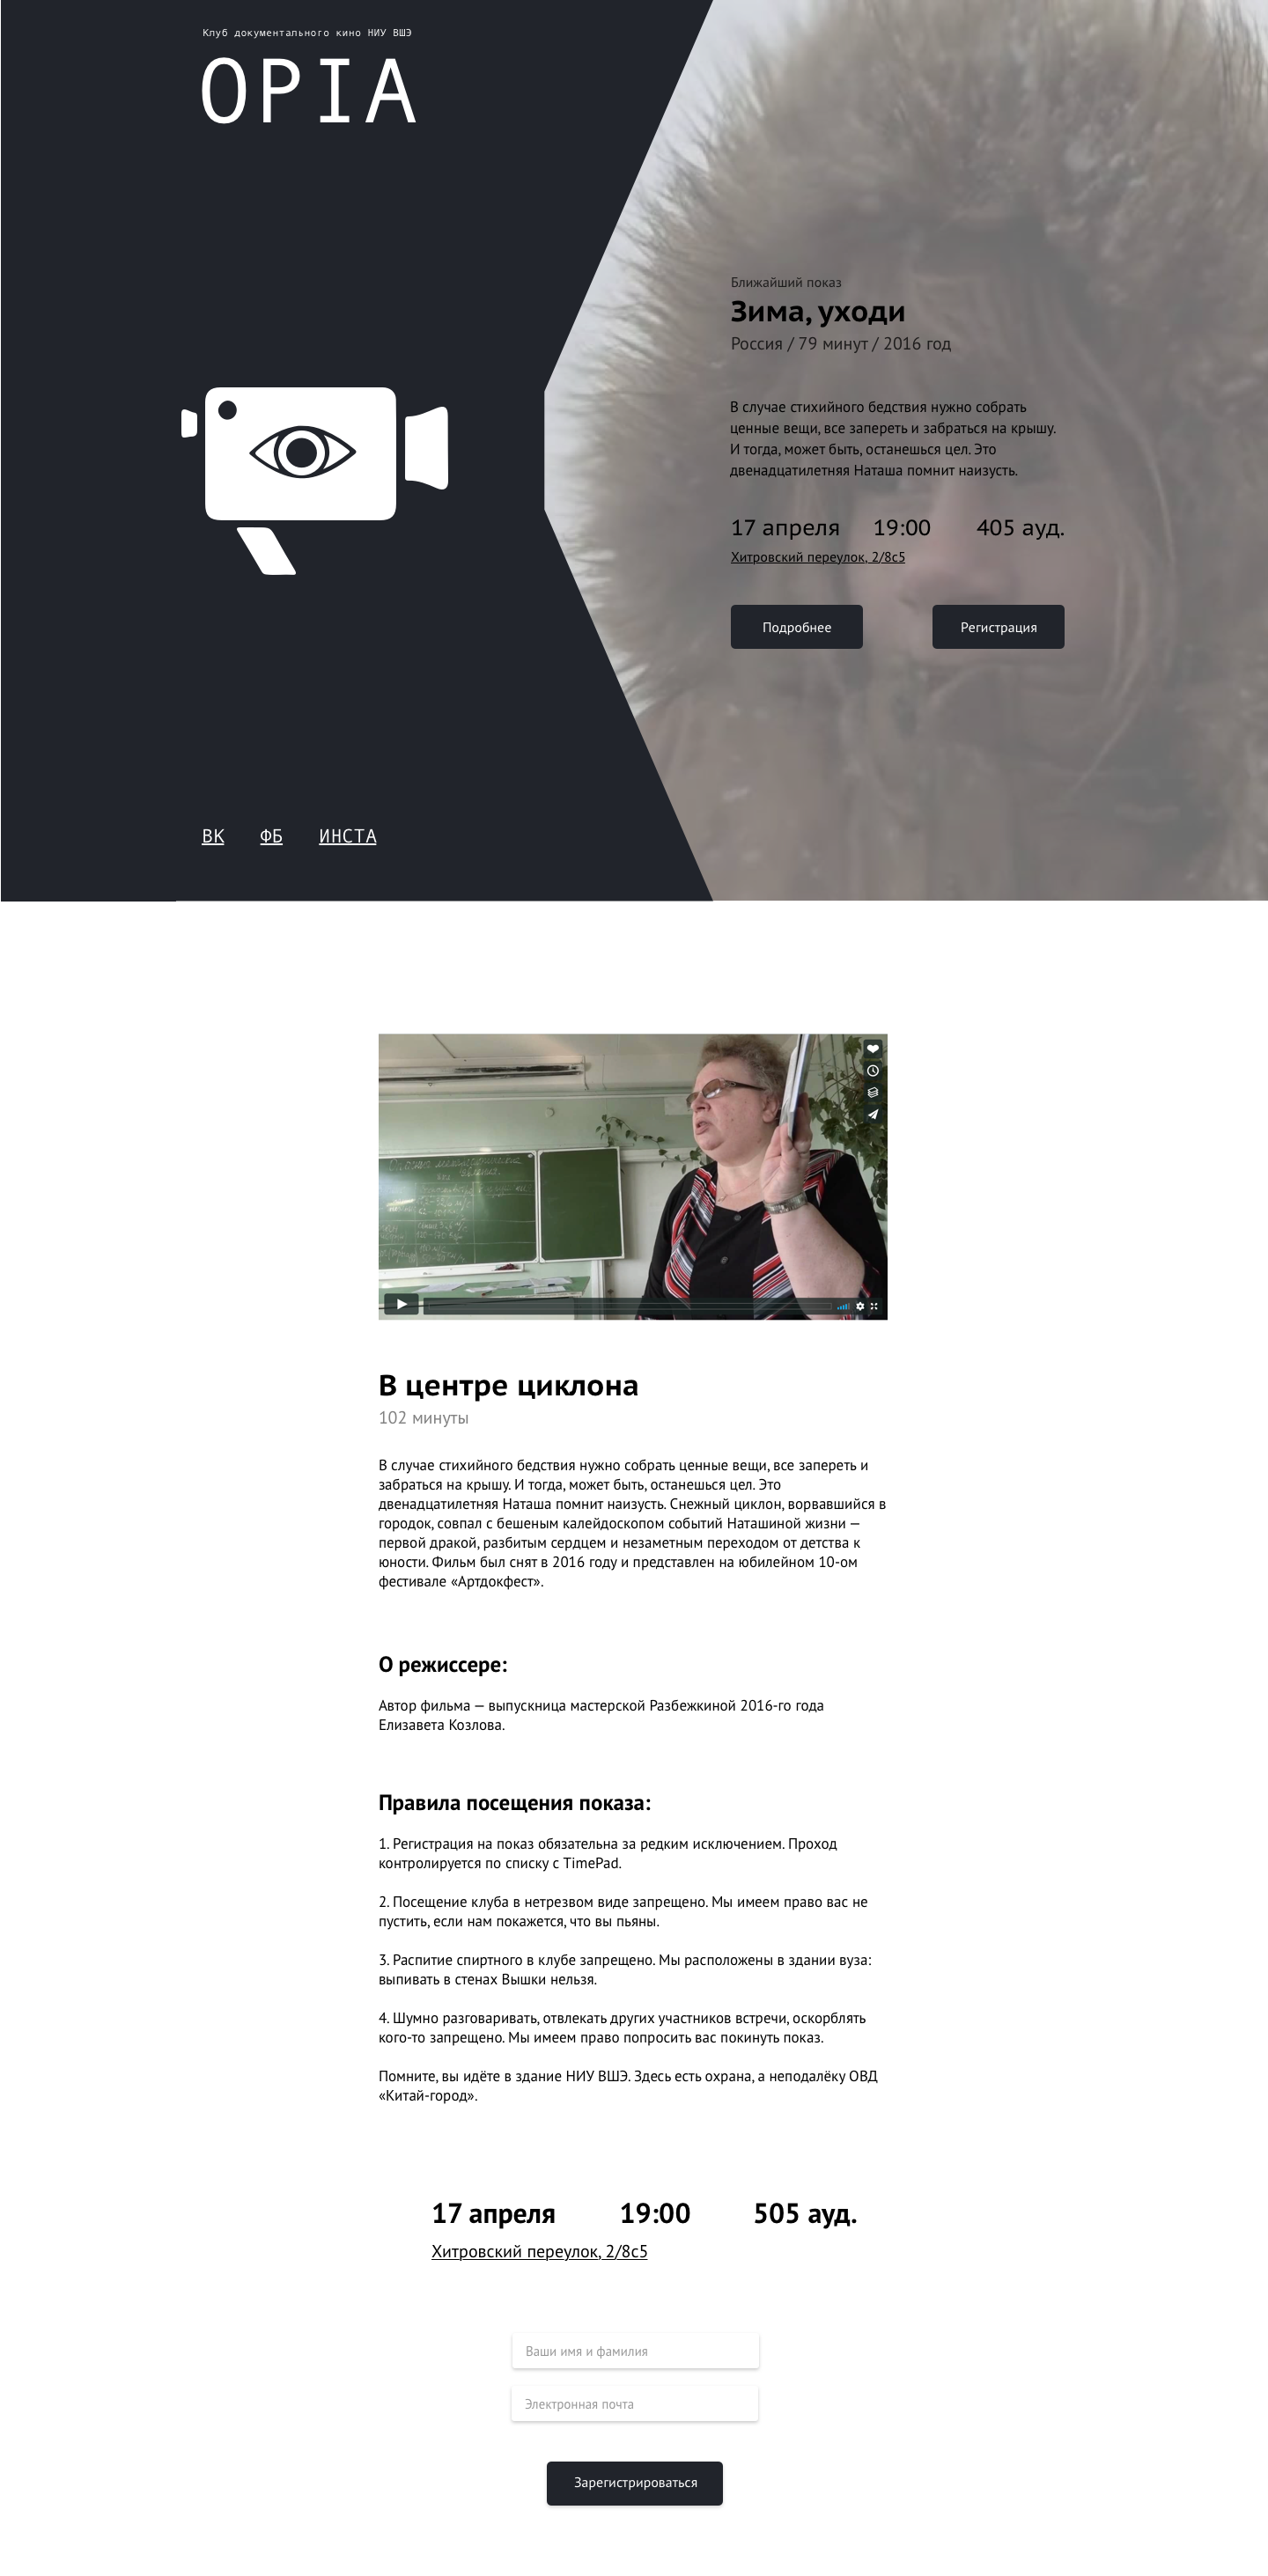 Клуб документального кино НИУ ВШЭ
OPIA
Ближайший показ
Зима, уходи
Россия / 79 минут / 2016 год
В случае стихийного бедствия нужно собрать
ценные вещи, все запереть и забраться на крышу.
И тогда, может быть, останешься цел. Это
двенадцатилетняя Наташа помнит наизусть.
17 апреля 19:00 405 ауд.
Хитровский переулок, 2/8с5
Подробнее Регистрация
ВК ФБ ИНСТА
В центре циклона
102 минуты
В случае стихийного бедствия нужно собрать ценные вещи, все запереть и
забраться на крышу. И тогда, может быть, останешься цел. Это
двенадцатилетняя Наташа помнит наизусть. Снежный циклон, ворвавшийся в
городок, совпал с бешеным калейдоскопом событий Наташиной жизни —
первой дракой, разбитым сердцем и незаметным переходом от детства к
юности. Фильм был снят в 2016 году и представлен на юбилейном 10-ом
фестивале «Артдокфест».
О режиссере:
Автор фильма — выпускница мастерской Разбежкиной 2016-го года
Елизавета Козлова.
Правила посещения показа:
1. Регистрация на показ обязательна за редким исключением. Проход
контролируется по списку с TimePad.
2. Посещение клуба в нетрезвом виде запрещено. Мы имеем право вас не
пустить, если нам покажется, что вы пьяны.
3. Распитие спиртного в клубе запрещено. Мы расположены в здании вуза:
выпивать в стенах Вышки нельзя.
4. Шумно разговаривать, отвлекать других участников встречи, оскорблять
кого-то запрещено. Мы имеем право попросить вас покинуть показ.
Помните, вы идёте в здание НИУ ВШЭ. Здесь есть охрана, а неподалёку ОВД
«Китай-город».
17 апреля 19:00 505 ауд.
Хитровский переулок, 2/8с5
Ваши имя и фамилия
Электронная почта
Зарегистрироваться